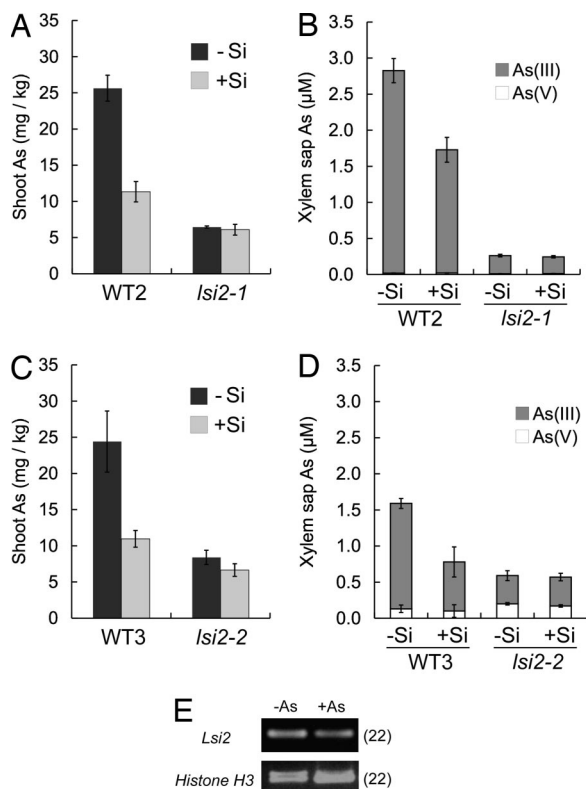 A
Shoot As (mg / kg)
35
30
25
20
15
10
5
0
- Si
+Si
WT2
lsi2-1
B
Xylem sap As (µM)
3.5
3.0
2.5
2.0
1.5
1.0
0.5
0.0
As(III)
As(V)
-Si +Si -Si +Si
WT2 lsi2-1
C
Shoot As (mg / kg)
35
30
25
20
15
10
5
0
- Si
+Si
WT3
lsi2-2
D
Xylem sap As (µM)
3.5
3.0
2.5
2.0
1.5
1.0
0.5
0.0
As(III)
As(V)
-Si +Si -Si +Si
WT3 lsi2-2
E
-As +As
Lsi2 (22)
Histone H3 (22)